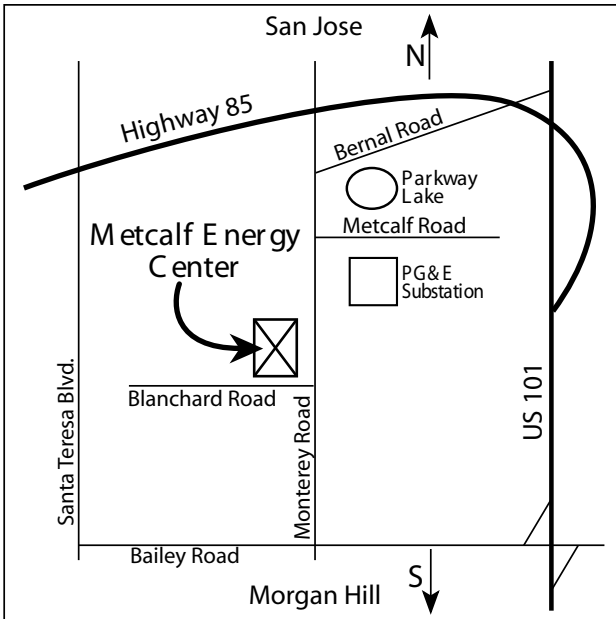 San Jose
N
Highway 85
Bernal Road
Parkway
Lake
Metcalf Road
Metcalf Energy
Center
PG&E
Substation
Blanchard Road
Santa Teresa Blvd.
Monterey Road
US 101
Bailey Road
S
Morgan Hill